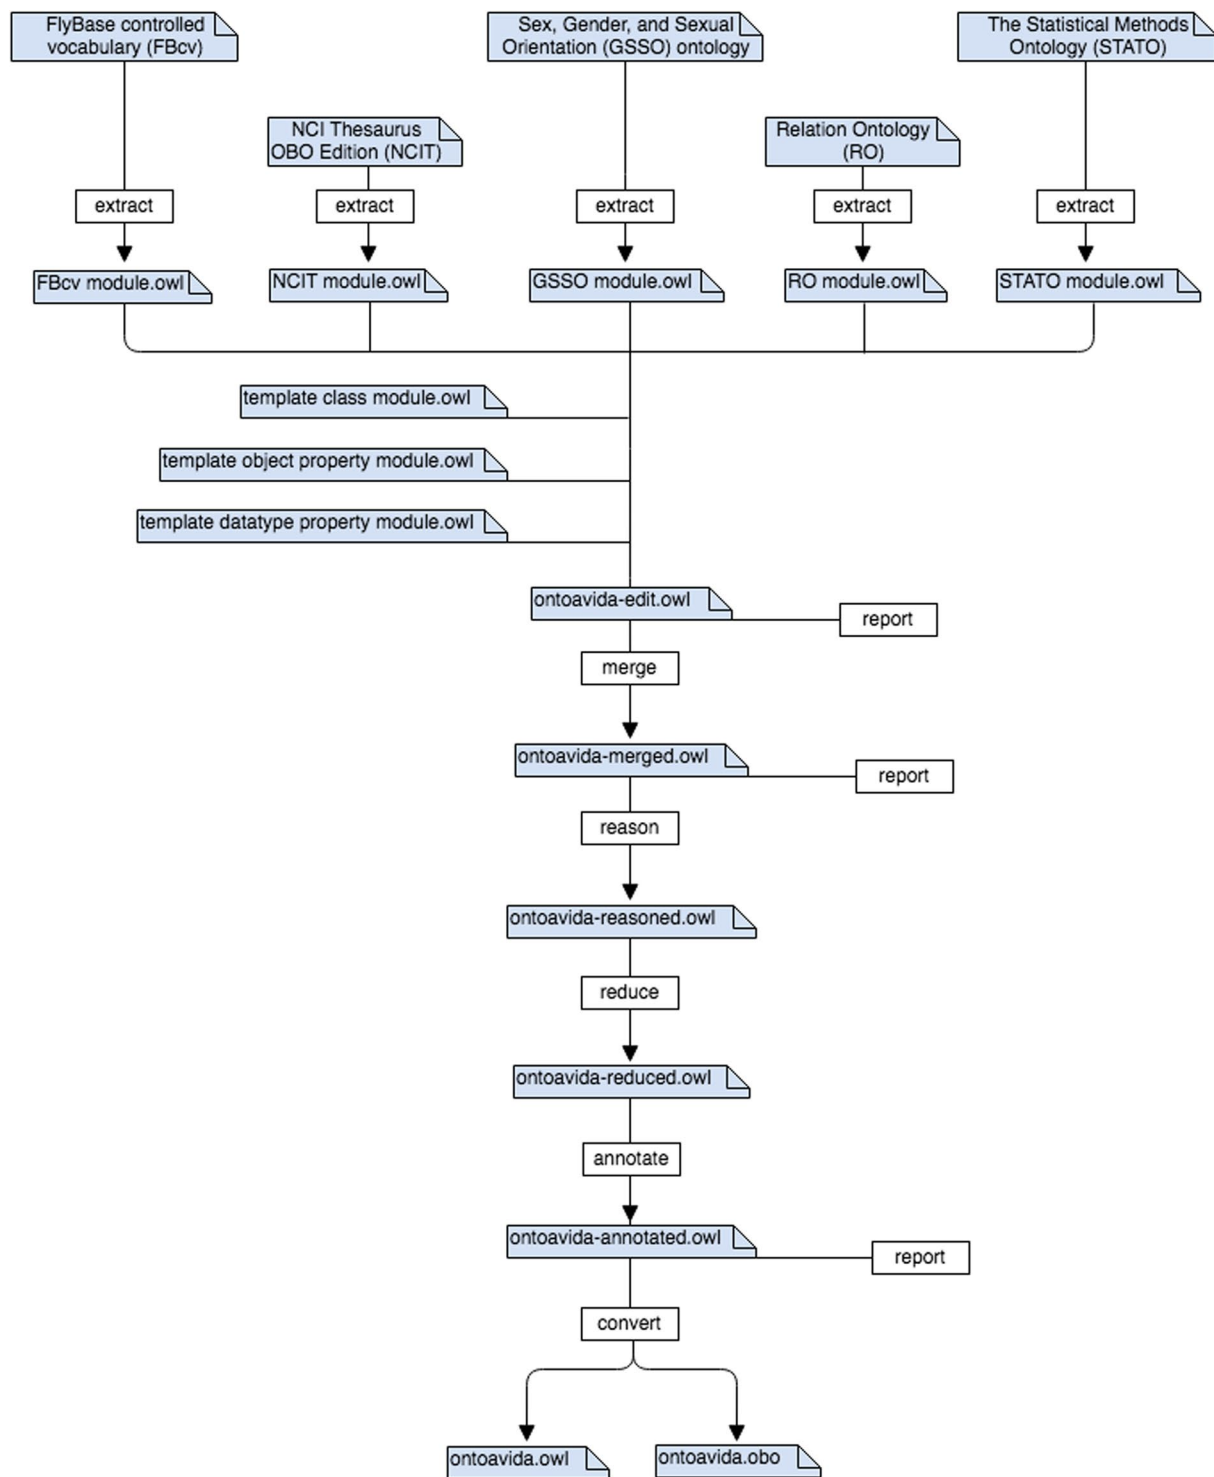 FlyBase controlled
vocabulary (FBcv)
Sex, Gender, and Sexual
Orientation (GSSO) ontology
The Statistical Methods
Ontology (STATO)
NCI Thesaurus
OBO Edition (NCIT)
Relation Ontology
(RO)
extract
extract
extract
extract
extract
FBcv module.owl
NCIT module.owl
GSSO module.owl
RO module.owl
STATO module.owl
template class module.owl
template object property module.owl
template datatype property module.owl
ontoavida-edit.owl
report
merge
ontoavida-merged.owl
report
reason
ontoavida-reasoned.owl
reduce
ontoavida-reduced.owl
annotate
ontoavida-annotated.owl
report
convert
ontoavida.owl
ontoavida.obo